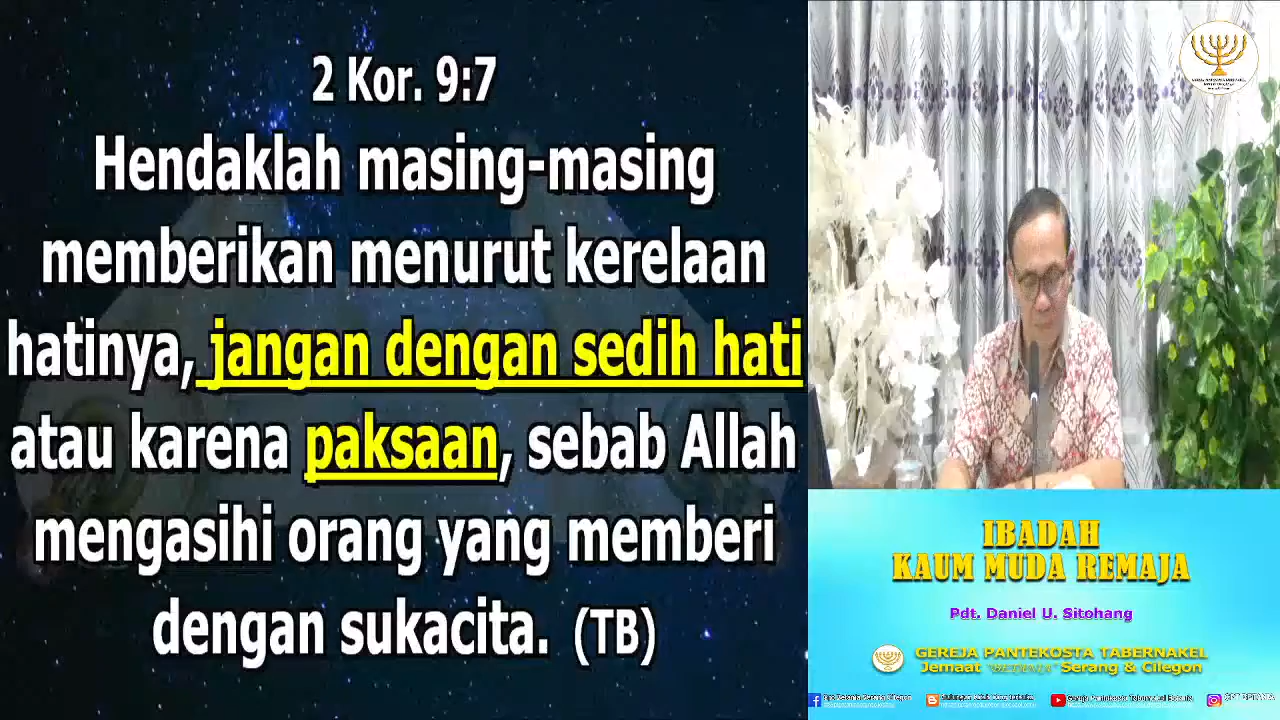 2 Kor. 9:7
Hendaklah masing-masing
memberikan menurut kerelaan
hatinya, jangan dengan sedih hati
atau karena paksaan, sebab Allah
mengasihi orang yang memberi
dengan sukacita. (TB)
IBADAH
KAUM MUDA REMAJA
Pdt. Daniel U. Sitohang
GEREJA PANTEKOSTA TABERNAKEL
Jemaat "BETANIA" Serang & Cilegon